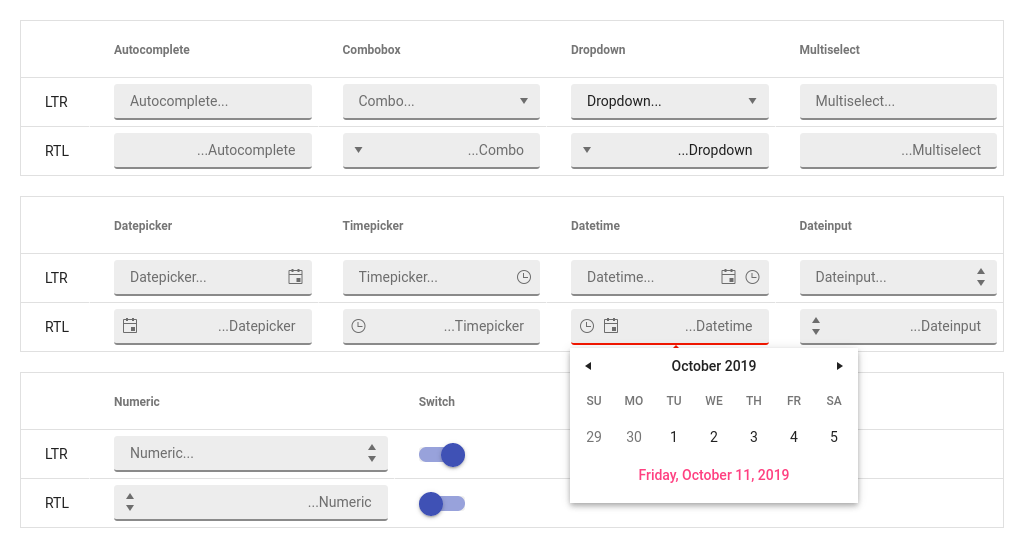 Autocomplete Combobox Dropdown Multiselect
LTR Autocomplete... Combo... Dropdown... Multiselect...
RTL ...Autocomplete ...Combo ...Dropdown ...Multiselect
Datepicker Timepicker Datetime Dateinput
LTR Datepicker... Timepicker... Datetime... Dateinput...
RTL ...Datepicker ...Timepicker ...Datetime ...Dateinput
October 2019
SU MO TU WE TH FR SA
29 30 1 2 3 4 5
Friday, October 11, 2019
Numeric Switch
LTR Numeric...
RTL ...Numeric